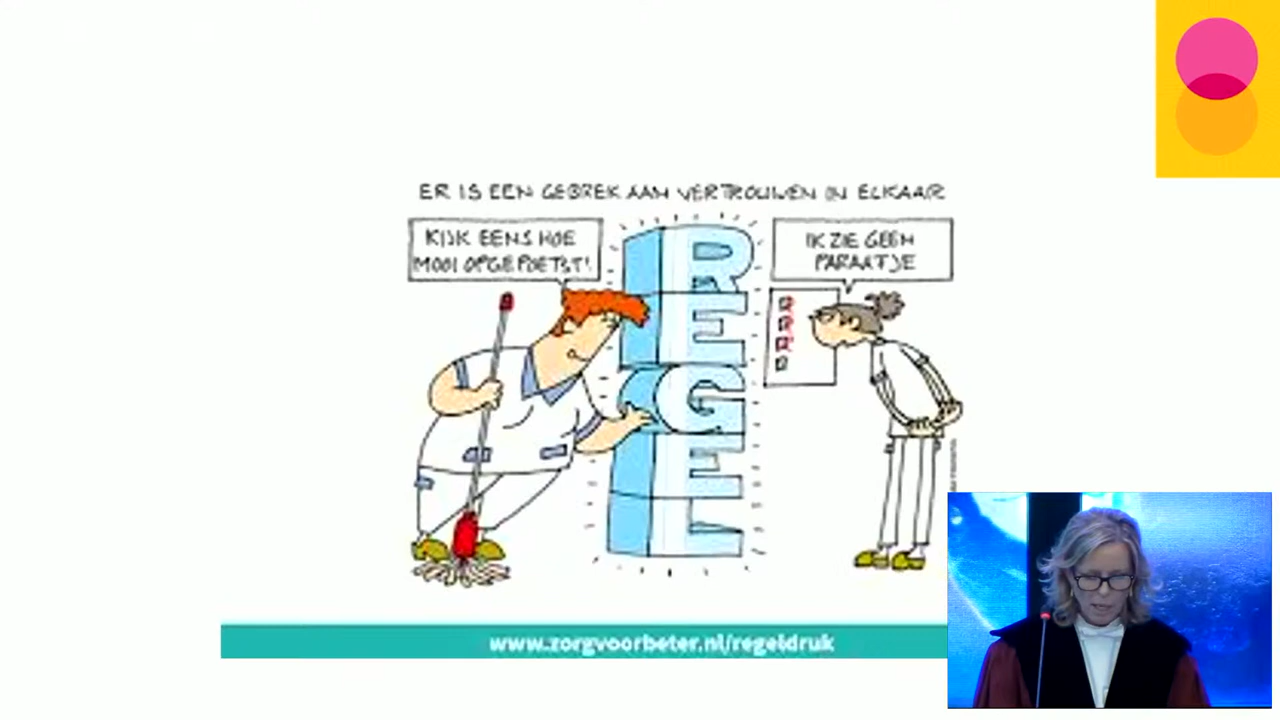 ER IS EEN GEBREK AAN VERTROUWEN IN ELKAAR
KIJK EENS HOE
MOOI OPGEPOETST!
IK ZIE GEEN
PARAATJE
REGEL
www.zorgvoorbeter.nl/regeldruk